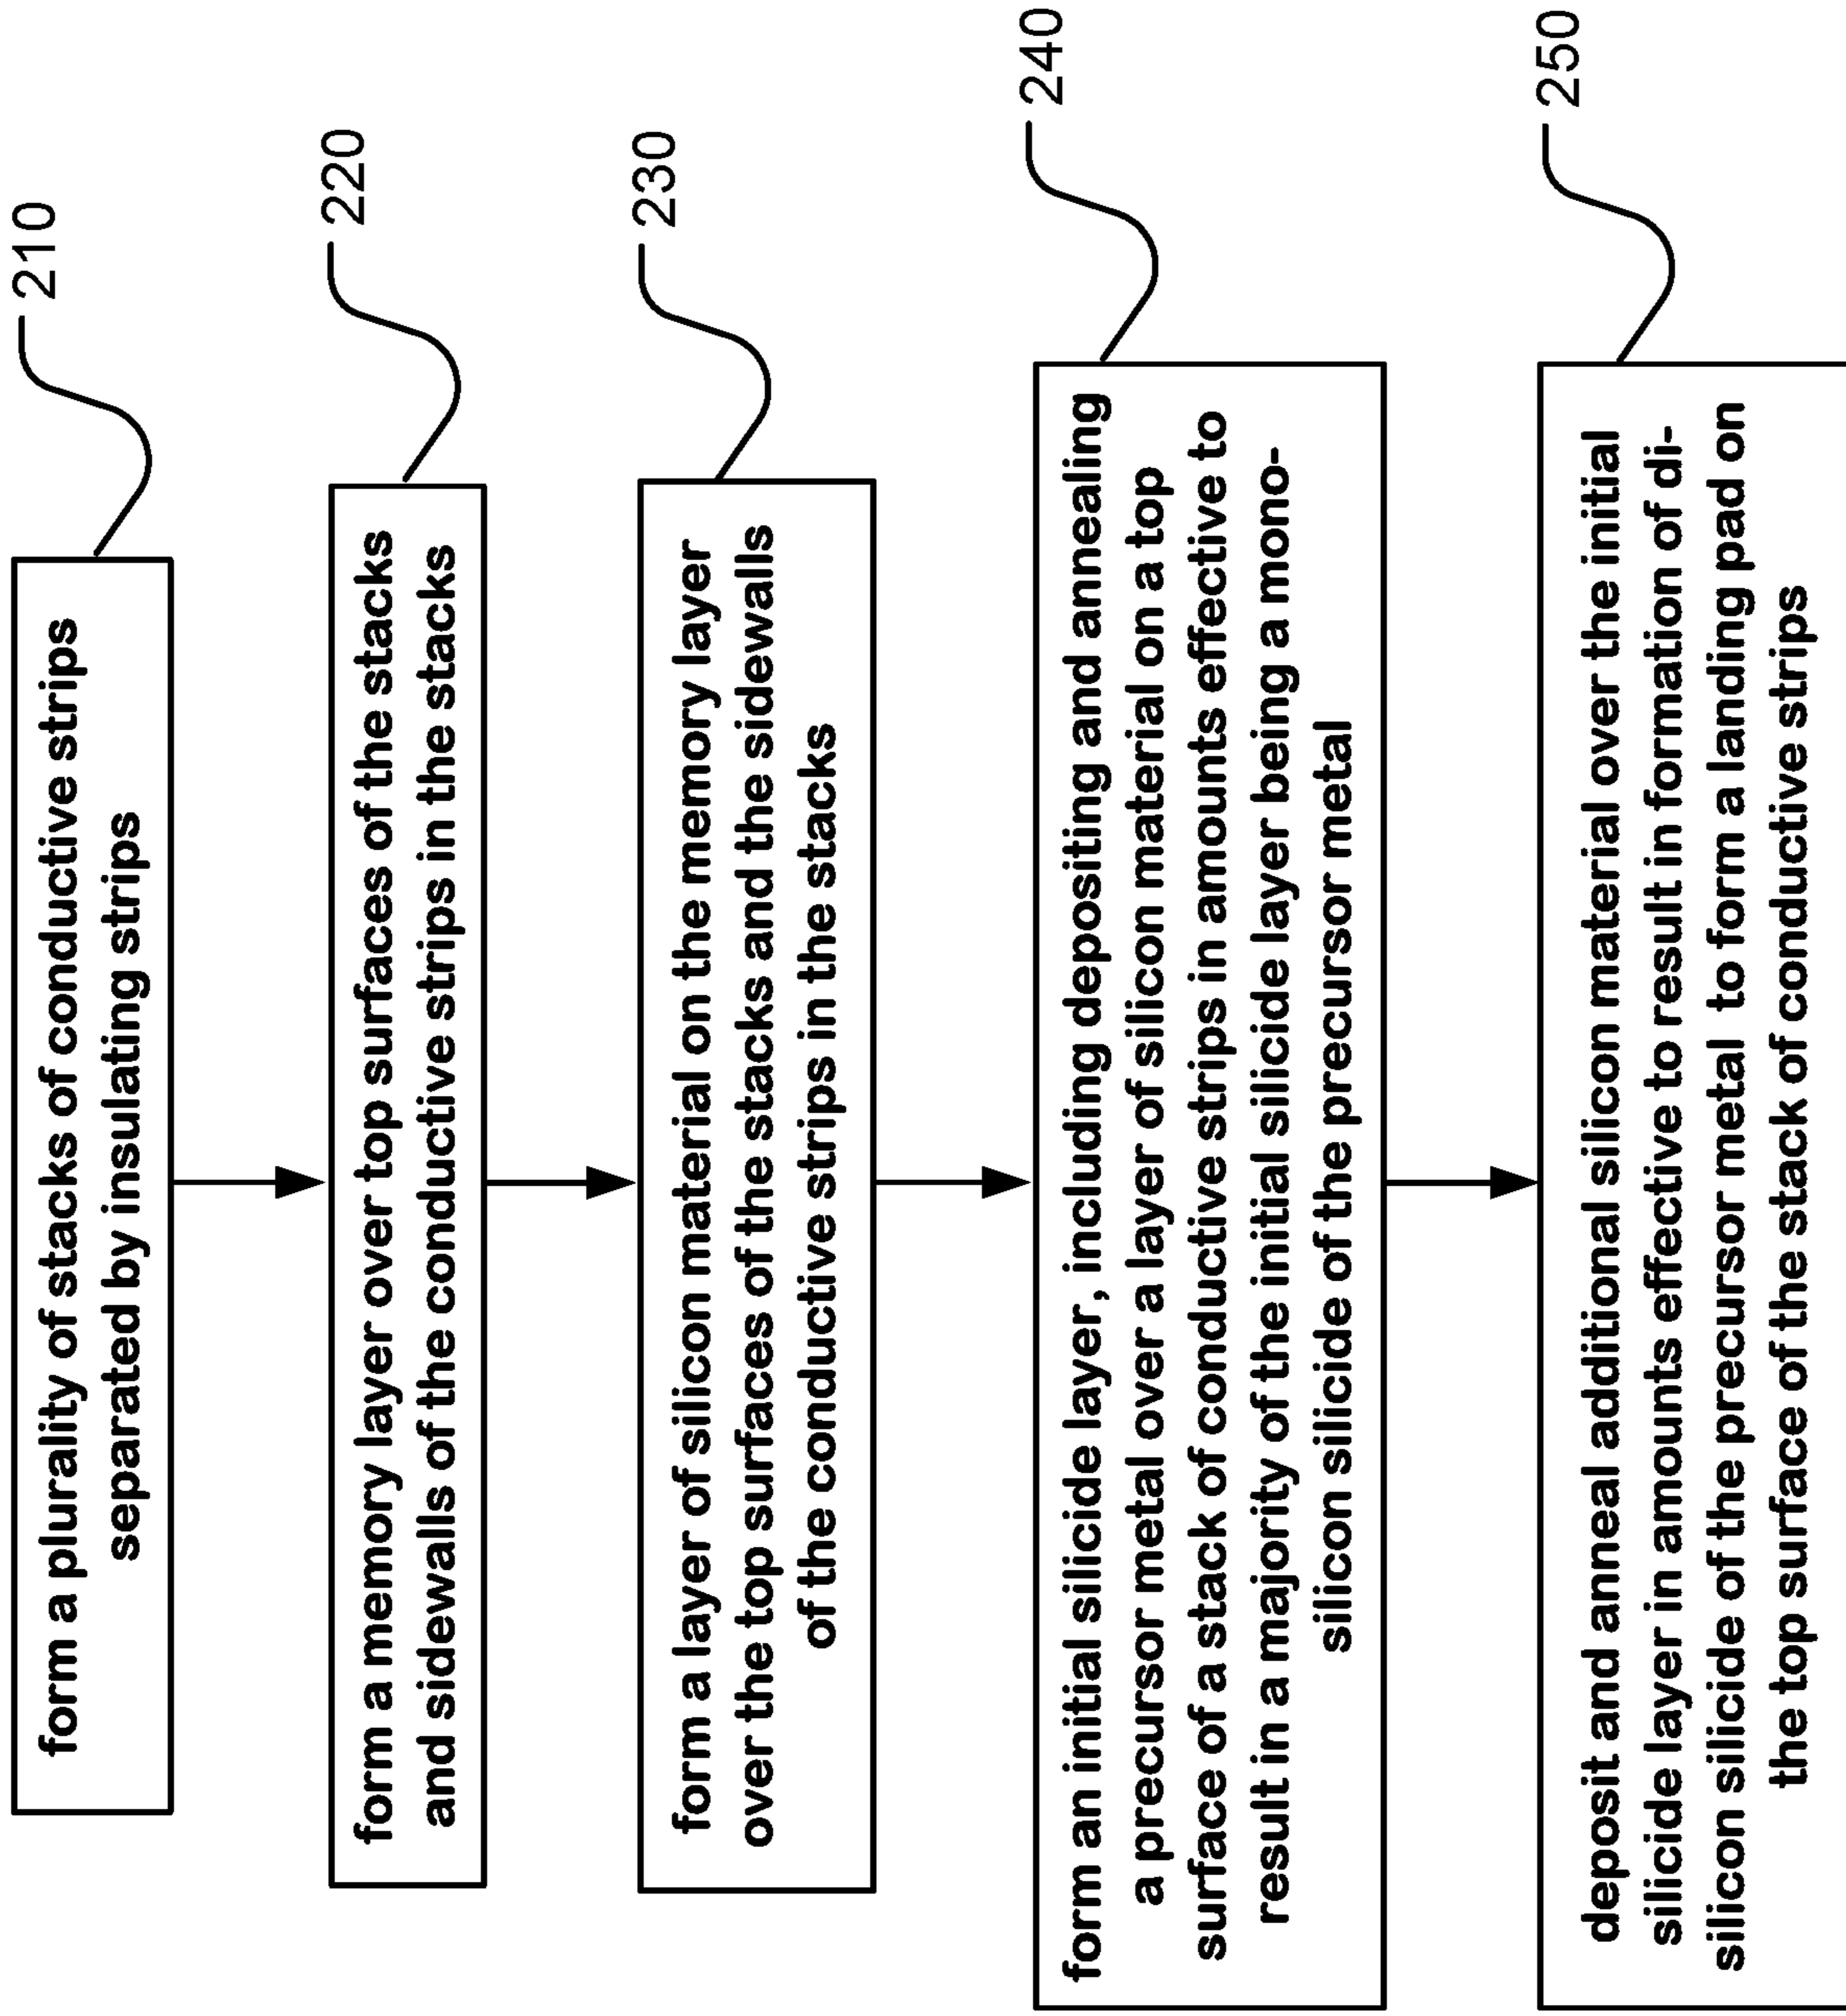 form a plurality of stacks of conductive strips
separated by insulating strips
210
form a memory layer over top surfaces of the stacks
and sidewalls of the conductive strips in the stacks
220
form a layer of silicon material on the memory layer
over the top surfaces of the stacks and the sidewalls
of the conductive strips in the stacks
230
form an initial silicide layer, including depositing and annealing
a precursor metal over a layer of silicon material on a top
surface of a stack of conductive strips in amounts effective to
result in a majority of the initial silicide layer being a mono-
silicon silicide of the precursor metal
240
deposit and anneal additional silicon material over the initial
silicide layer in amounts effective to result in formation of di-
silicon silicide of the precursor metal to form a landing pad on
the top surface of the stack of conductive strips
250